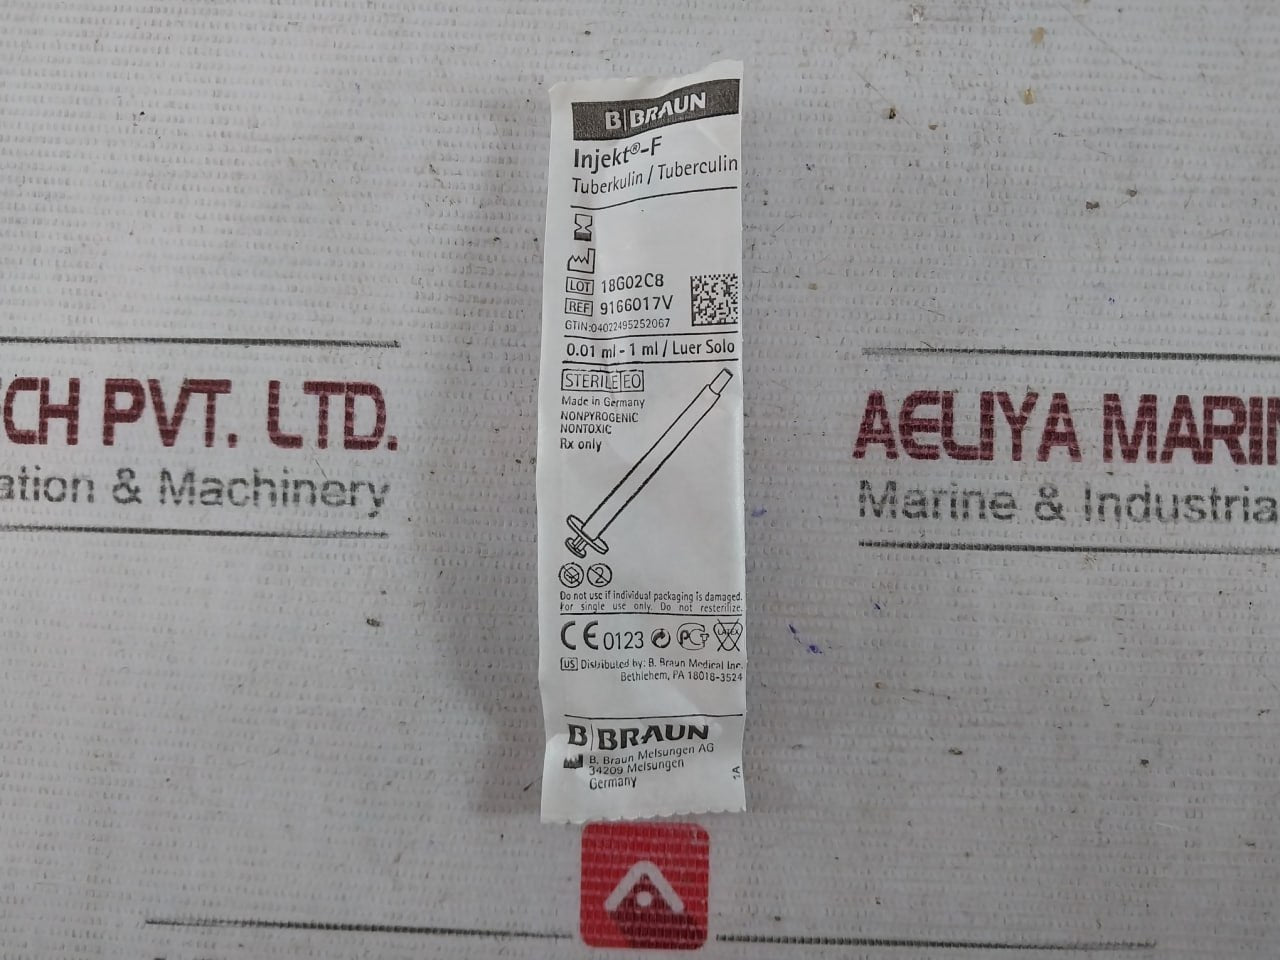 B|BRAUN
Injekt®-F
Tuberkulin / Tuberculin
LOT 18G02C8
REF 9166017V
GTIN:04022495252067
0.01 ml - 1 ml / Luer Solo
STERILE EO
Made in Germany
NONPYROGENIC
NONTOXIC
Rx only
2
Do not use if individual packaging is damaged.
For single use only. Do not resterilize.
CE 0123 LATEX
US Distributed by: B. Braun Medical Inc.
Bethlehem, PA 18018-3524
B|BRAUN
B. Braun Melsungen AG
34209 Melsungen
Germany
1A
CH PVT. LTD.
ation & Machinery
AELIYA MARIN
Marine & Industria